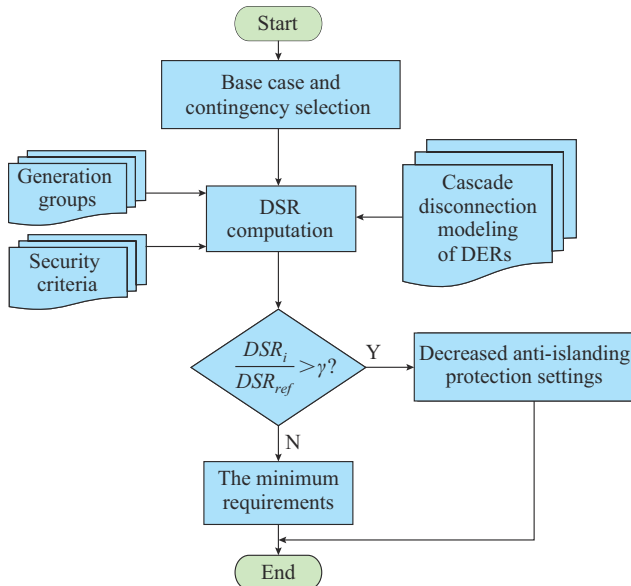 Start
Base case and
contingency selection
Generation
groups
Security
criteria
DSR
computation
Cascade
disconnection
modeling
of DERs
DSR_i
DSR_ref
>γ?
Y
Decreased anti-islanding
protection settings
N
The minimum
requirements
End